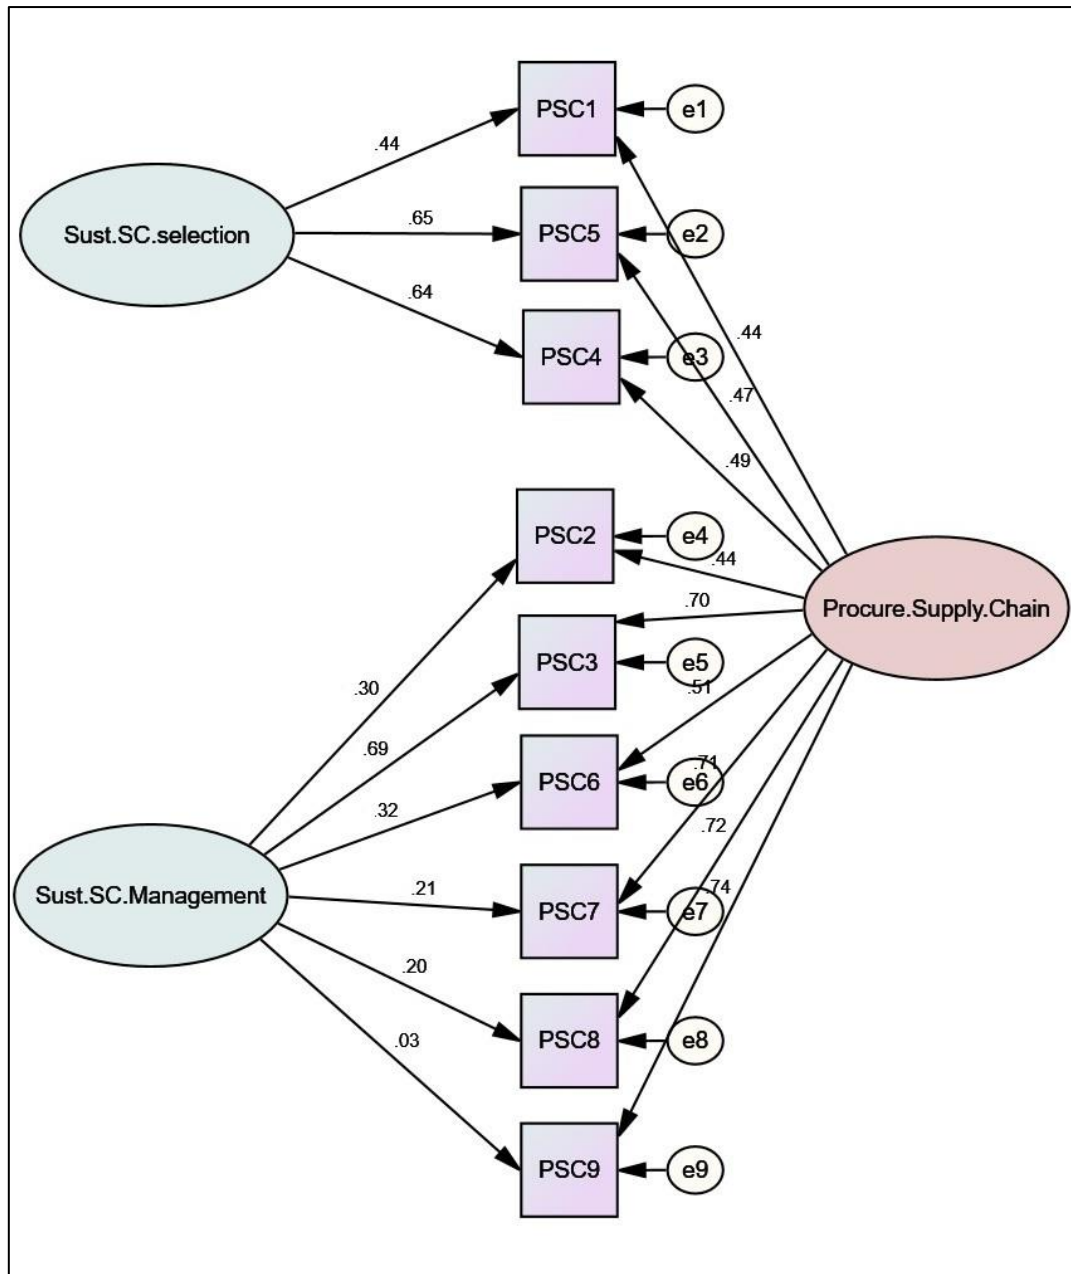 PSC1
e1
.44
Sust.SC.selection
.65
PSC5
e2
.64
PSC4
e3
.44
.47
.49
PSC2
e4
.44
.70
Procure.Supply.Chain
PSC3
e5
.30
.51
.69
PSC6
e6
.71
.32
.72
Sust.SC.Management
.21
PSC7
e7
.74
.20
PSC8
e8
.03
PSC9
e9